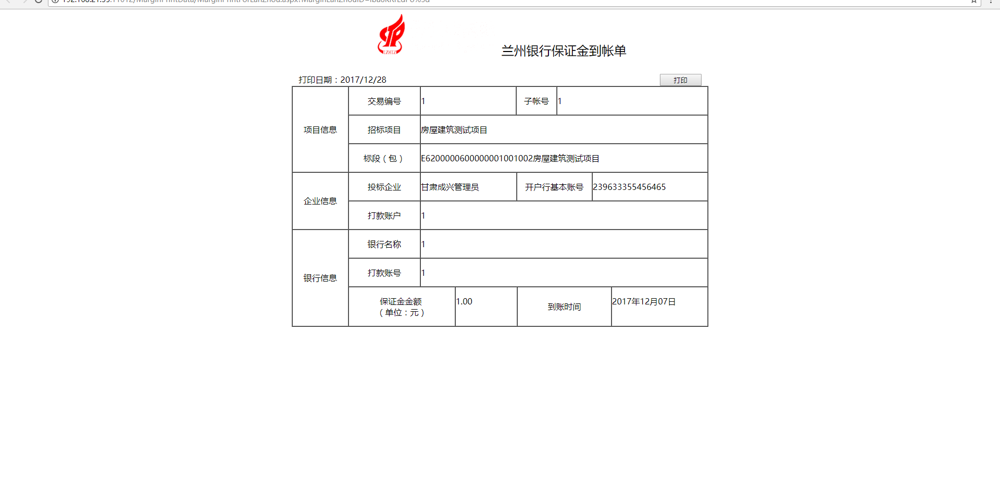 兰州银行保证金到帐单
打印日期：2017/12/28
打印
项目信息
交易编号
1
子帐号
1
招标项目
房屋建筑测试项目
标段（包）
E6200000600000001001002房屋建筑测试项目
企业信息
投标企业
甘肃成兴管理员
开户行基本账号
239633355456465
打款账户
1
银行信息
银行名称
1
打款账号
1
保证金金额
（单位：元）
1.00
到账时间
2017年12月07日